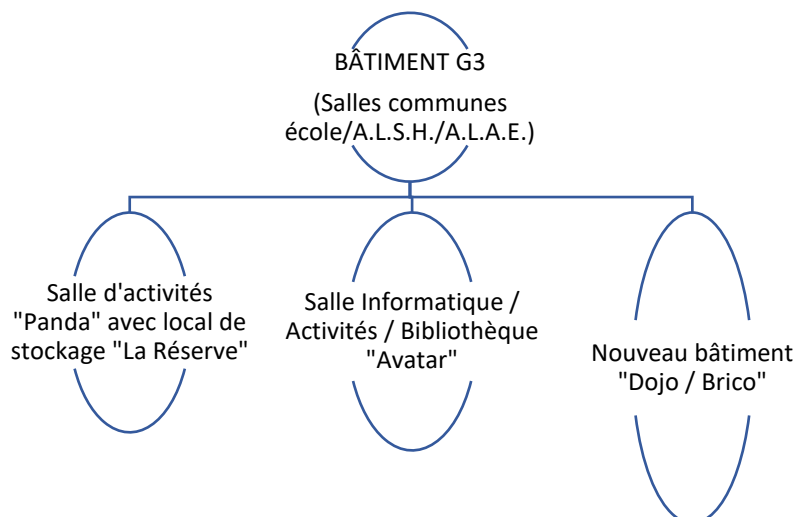 BÂTIMENT G3
(Salles communes
école/A.L.S.H./A.L.A.E.)
Salle d'activités
"Panda" avec local de
stockage "La Réserve"
Salle Informatique /
Activités / Bibliothèque
"Avatar"
Nouveau bâtiment
"Dojo / Brico"